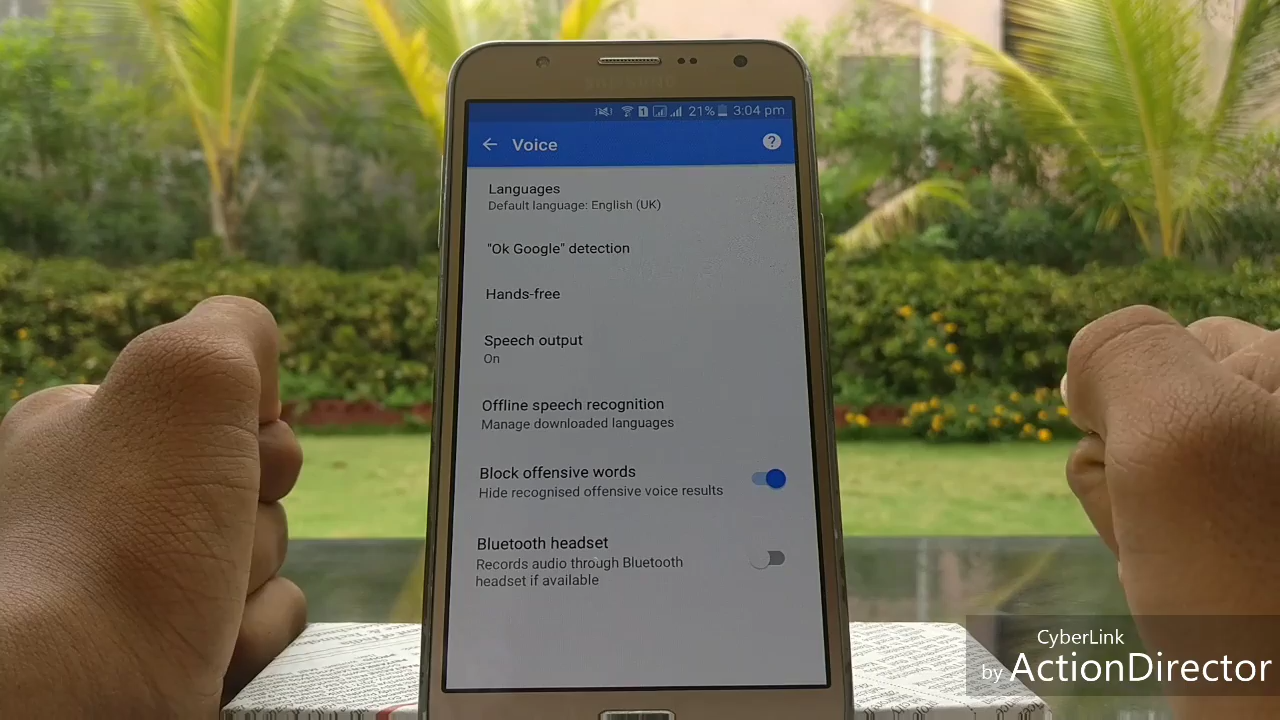 SAMSUNG
21% 3:04 pm
Voice
?
Languages
Default language: English (UK)
"Ok Google" detection
Hands-free
Speech output
On
Offline speech recognition
Manage downloaded languages
Block offensive words
Hide recognised offensive voice results
Bluetooth headset
Records audio through Bluetooth
headset if available
CyberLink
by ActionDirector